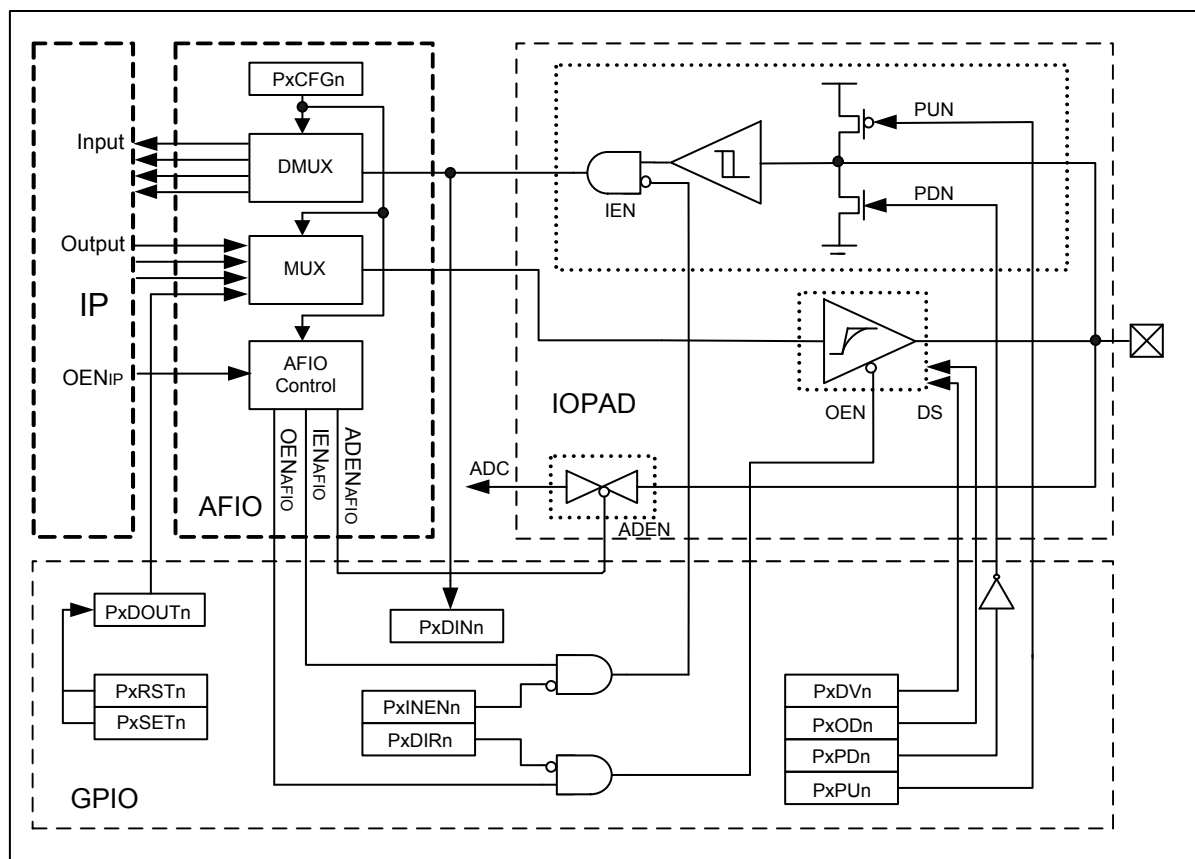 PxCFGn
PUN
Input
DMUX
IEN
PDN
Output
MUX
IP
OENIP
AFIO
Control
IOPAD
OEN
DS
OENAFIO
IENAFIO
ADENAFIO
ADC
AFIO
ADEN
PxDOUTn
PxDINn
PxRSTn
PxSETn
PxINENn
PxDIRn
PxDVn
PxODn
PxPDn
PxPUn
GPIO